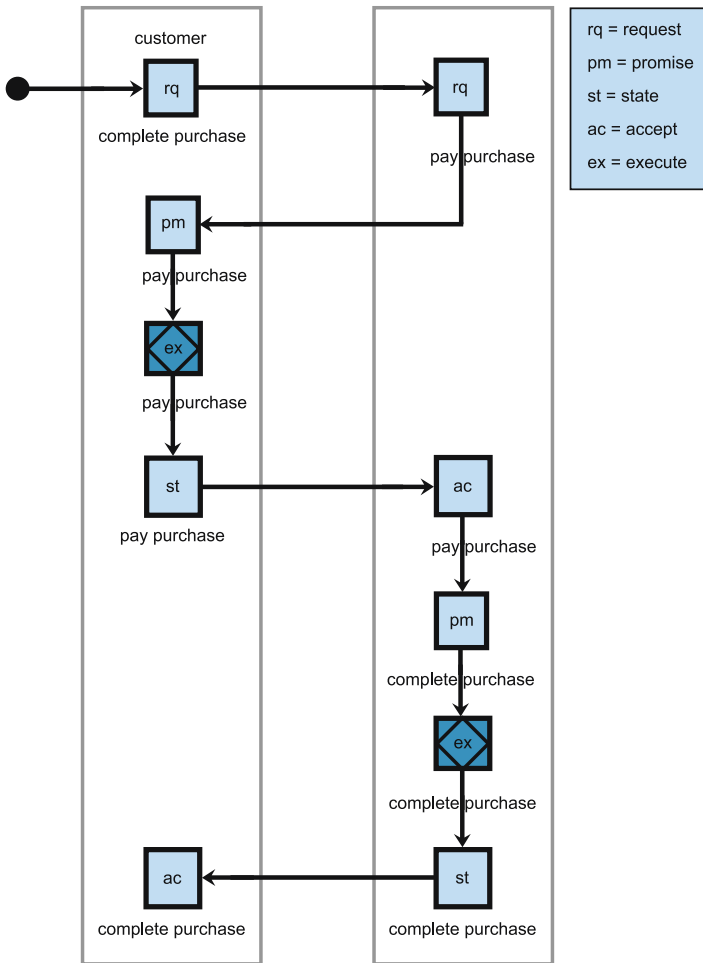 customer
rq
complete purchase
rq
pay purchase
rq = request
pm = promise
st = state
ac = accept
ex = execute
pm
pay purchase
ex
pay purchase
st
pay purchase
ac
pay purchase
pm
complete purchase
ex
complete purchase
ac
complete purchase
st
complete purchase